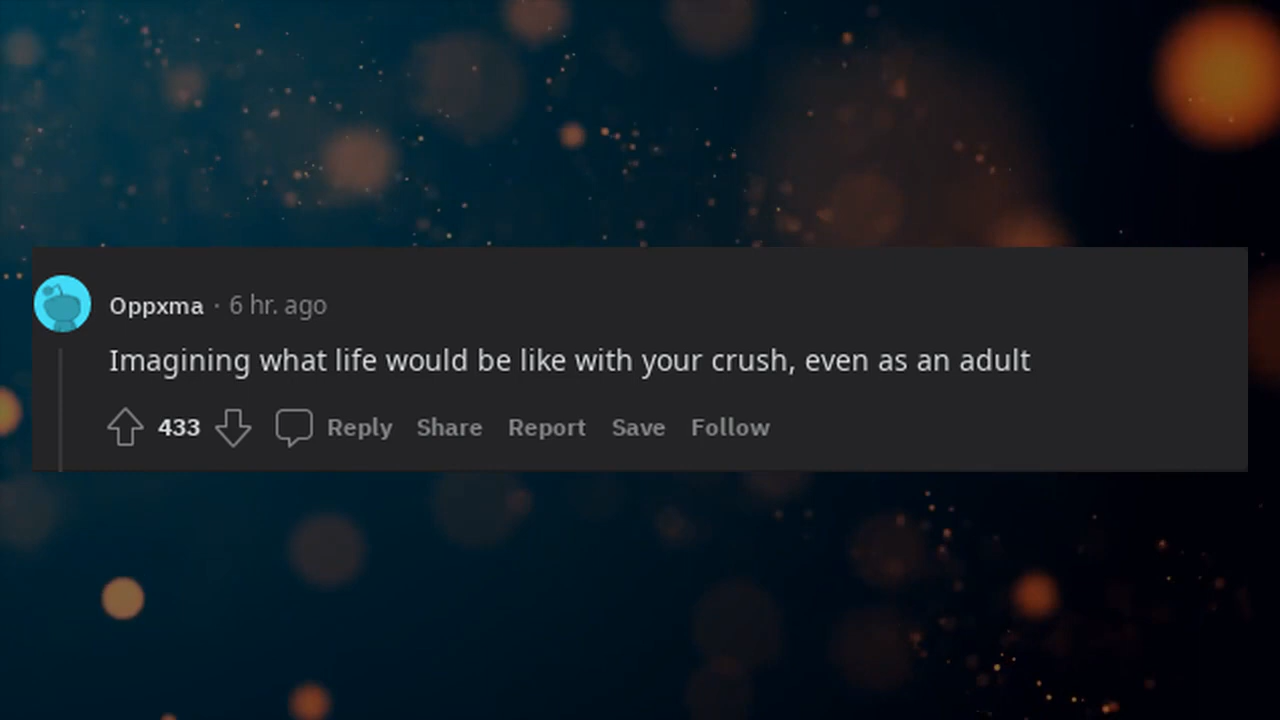 Oppxma · 6 hr. ago
Imagining what life would be like with your crush, even as an adult
433 Reply Share Report Save Follow